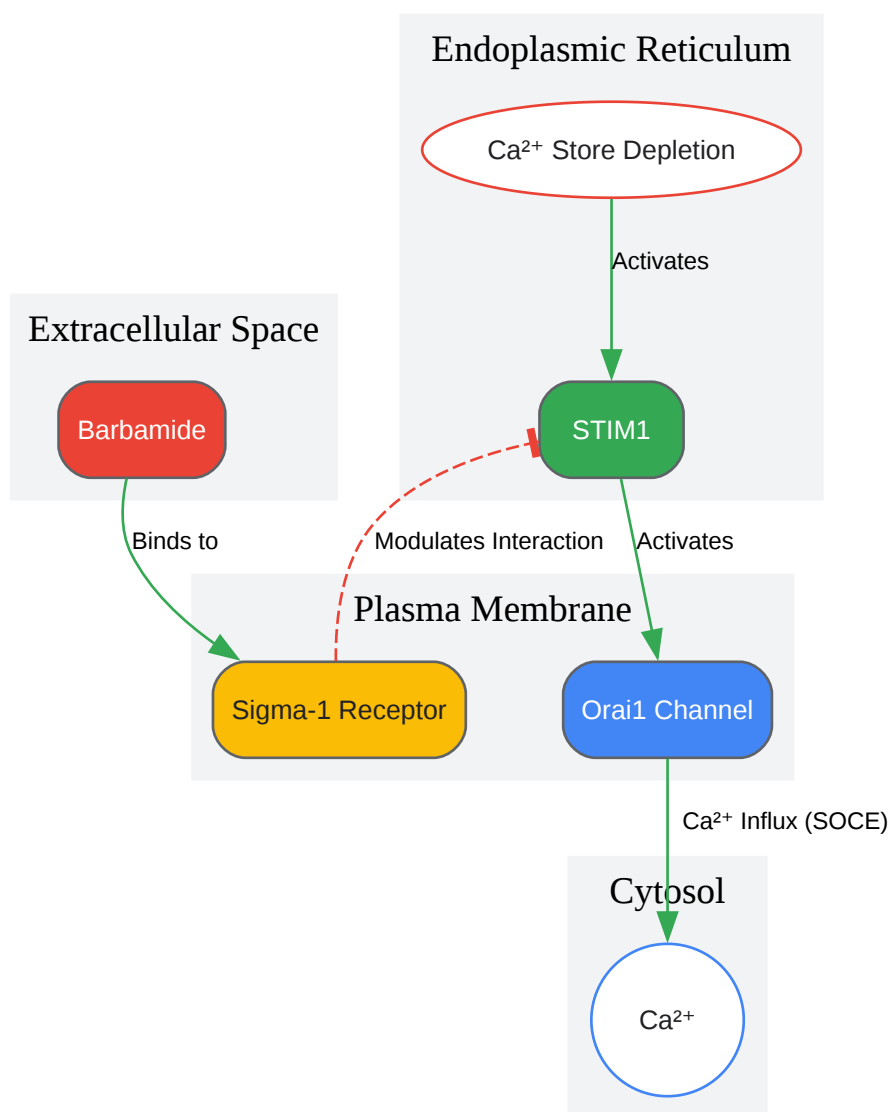 Endoplasmic Reticulum
Ca²⁺ Store Depletion
Activates
Extracellular Space
Barbamide
STIM1
Binds to
Modulates Interaction
Activates
Plasma Membrane
Sigma-1 Receptor
Orai1 Channel
Ca²⁺ Influx (SOCE)
Cytosol
Ca²⁺